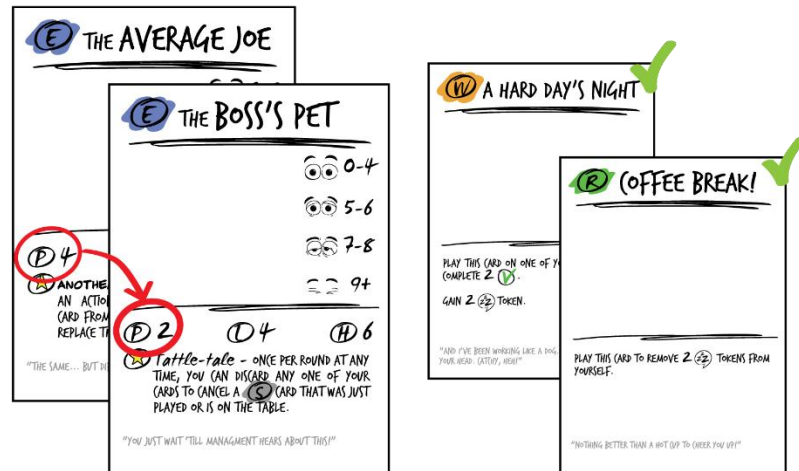 E THE AVERAGE JOE
P 4
ANOTHE
AN ACTIO
CARD FROM
REPLACE TH
"THE SAME... BUT DI
E THE BOSS'S PET
0-4
5-6
7-8
9+
P 2 I 4 H 6
Tattle-tale - ONCE PER ROUND AT ANY
TIME, YOU CAN DISCARD ANY ONE OF YOUR
CARDS TO CANCEL A S CARD THAT WAS JUST
PLAYED OR IS ON THE TABLE.
"YOU JUST WAIT 'TILL MANAGMENT HEARS ABOUT THIS!"
W A HARD DAY'S NIGHT
PLAY THIS CARD ON ONE OF Y
COMPLETE 2 V.
GAIN 2 zz TOKEN.
"AND I'VE BEEN WORKING LIKE A DOG.
YOUR HEAD. CATCHY, HEH!"
R COFFEE BREAK!
PLAY THIS CARD TO REMOVE 2 zz TOKENS FROM
YOURSELF.
"NOTHING BETTER THAN A HOT CUP TO CHEER YOU UP!"